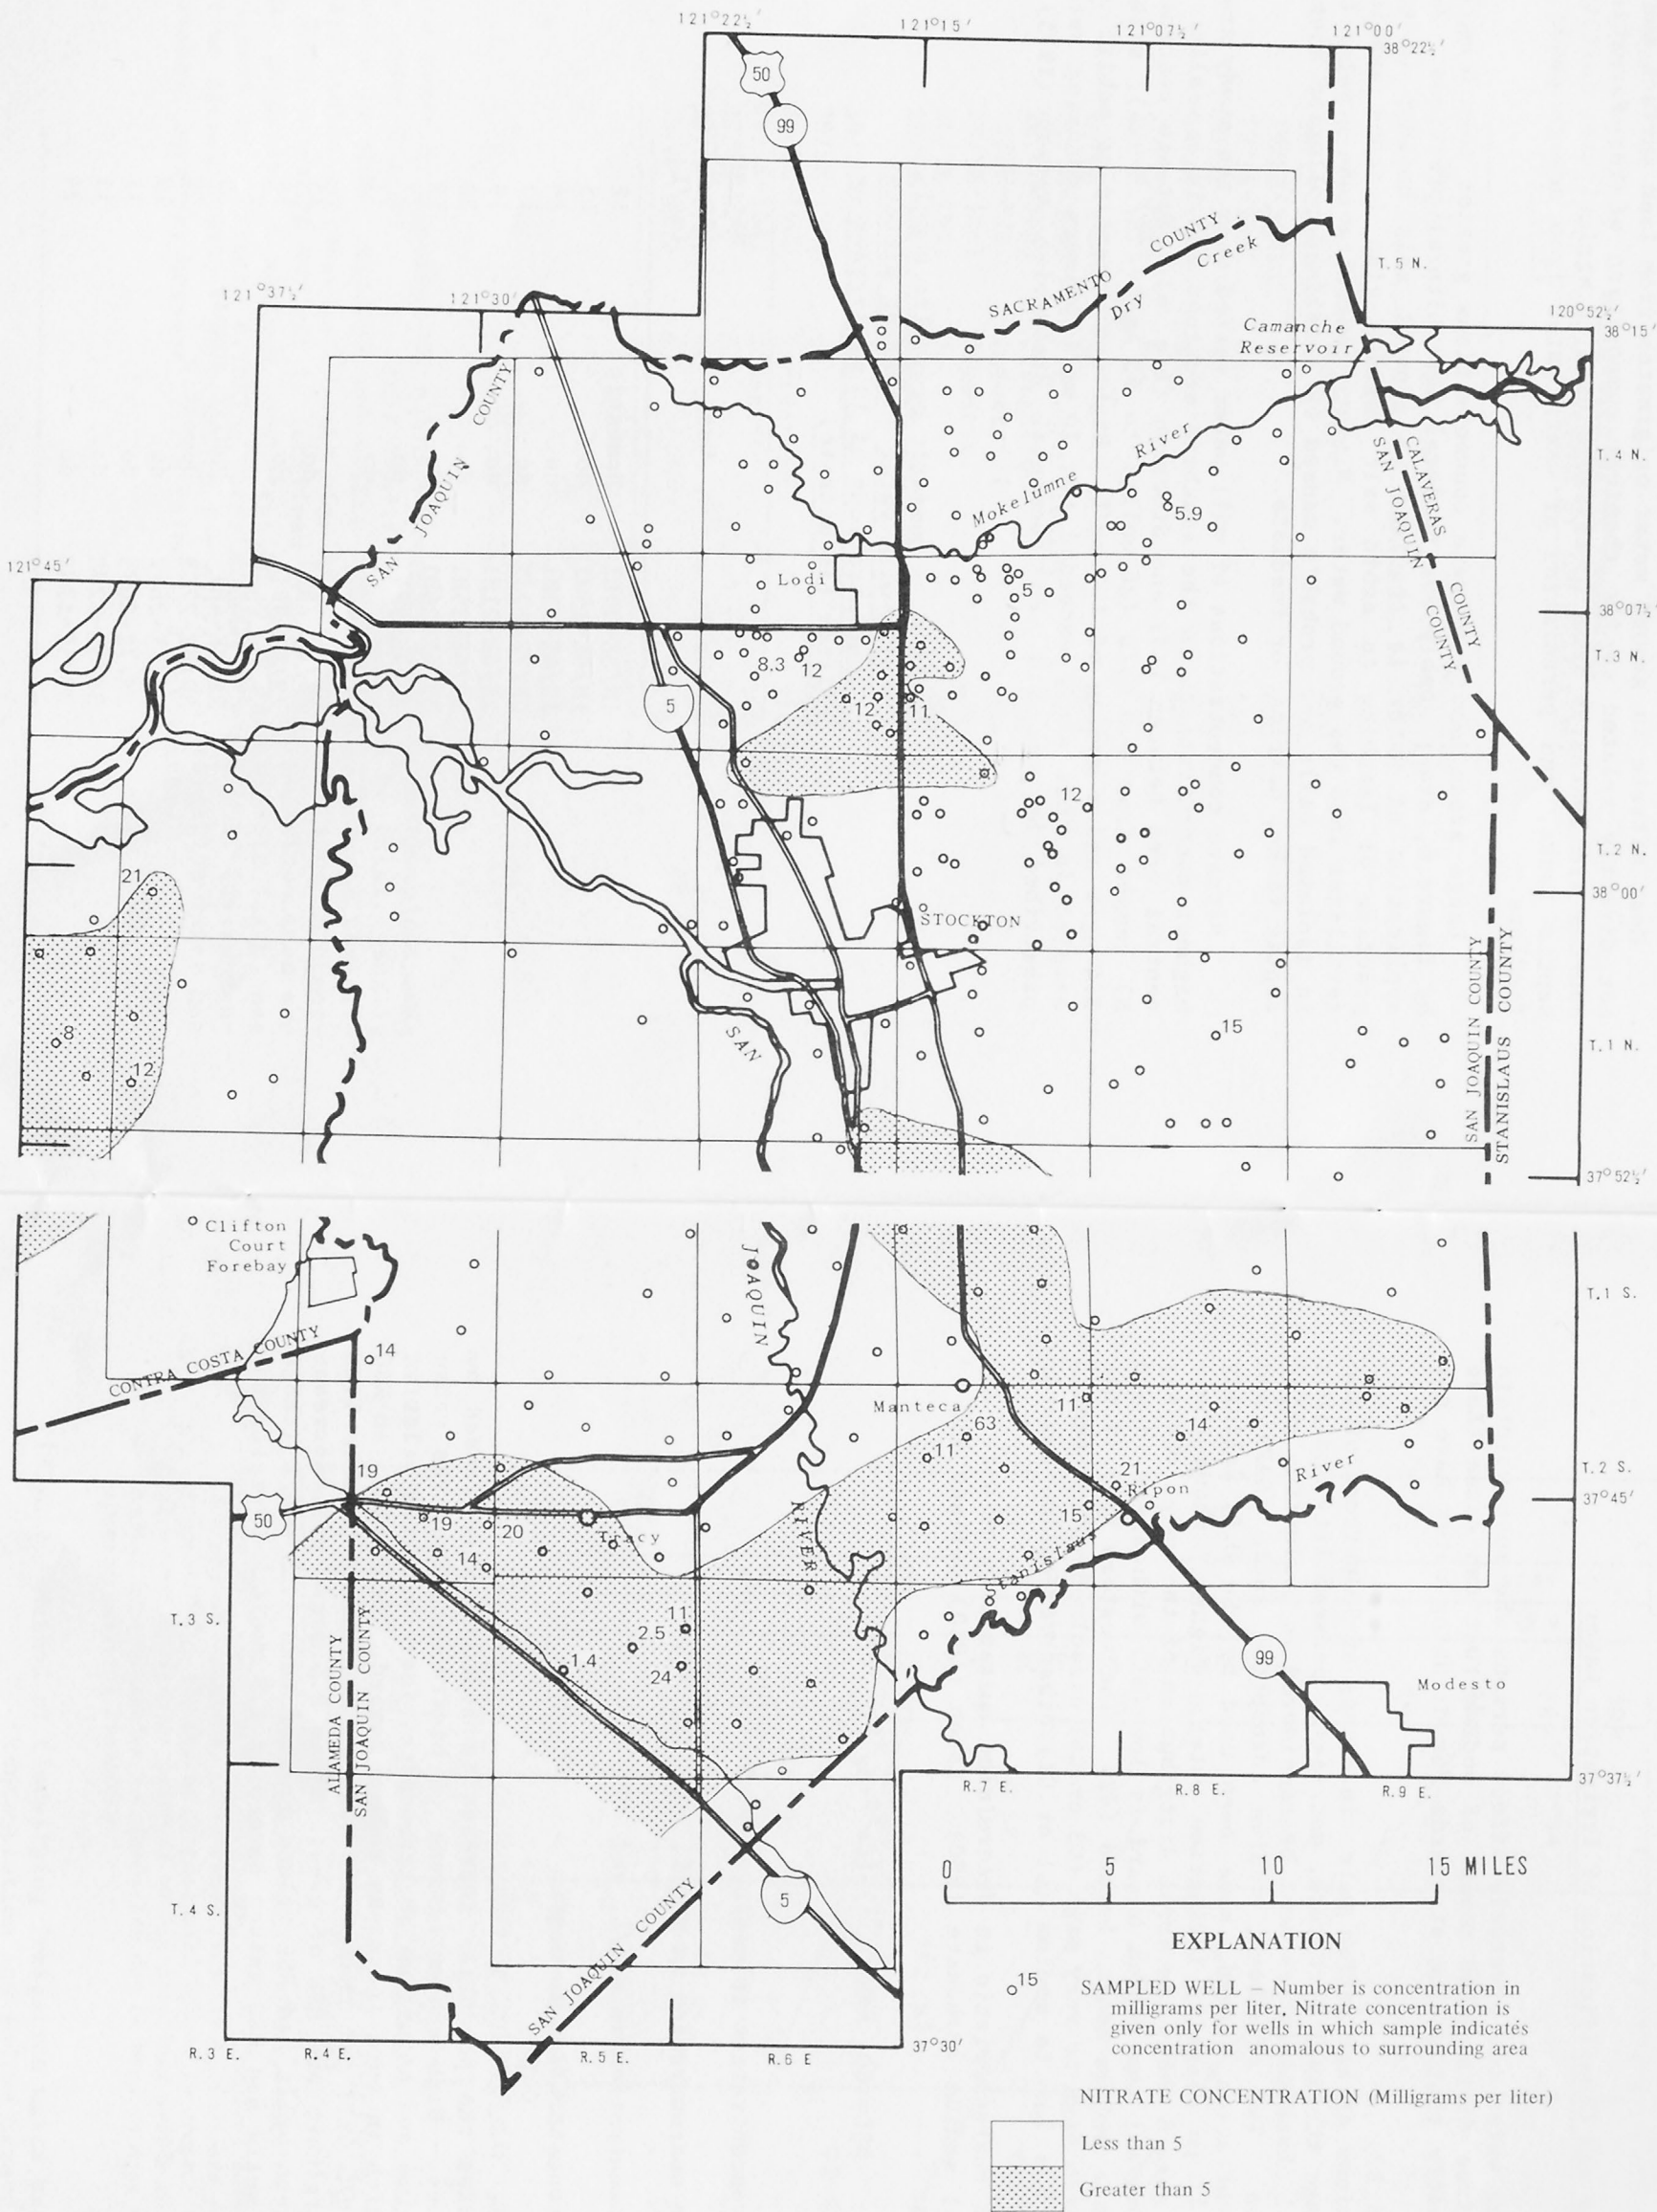 121°22½′
121°15′
121°07½′
121°00′
38°22½′
50
99
SACRAMENTO COUNTY
Dry Creek
T. 5 N.
121°37½′
121°30′
Camanche
Reservoir
120°52½′
38°15′
SAN JOAQUIN COUNTY
Mokelumne River
5.9
CALAVERAS COUNTY
SAN JOAQUIN COUNTY
T. 4 N.
121°45′
Lodi
5
38°07½′
8.3
12
T. 3 N.
5
12
11
12
T. 2 N.
21
38°00′
STOCKTON
SAN
15
8
12
SAN JOAQUIN COUNTY
STANISLAUS COUNTY
T. 1 N.
37°52½′
Clifton
Court
Forebay
JOAQUIN
T. 1 S.
CONTRA COSTA COUNTY
14
Manteca
63
11
11
14
19
21
Ripon
River
T. 2 S.
37°45′
50
19
20
14
Tracy
RIVER
15
Stanislaus
T. 3 S.
11
2.5
1.4
24
99
Modesto
ALAMEDA COUNTY
SAN JOAQUIN COUNTY
R. 7 E.
R. 8 E.
R. 9 E.
37°37½′
0 5 10 15 MILES
T. 4 S.
5
SAN JOAQUIN COUNTY
R. 3 E.
R. 4 E.
R. 5 E.
R. 6 E
37°30′
EXPLANATION
15
SAMPLED WELL – Number is concentration in
milligrams per liter. Nitrate concentration is
given only for wells in which sample indicates
concentration anomalous to surrounding area
NITRATE CONCENTRATION (Milligrams per liter)
Less than 5
Greater than 5